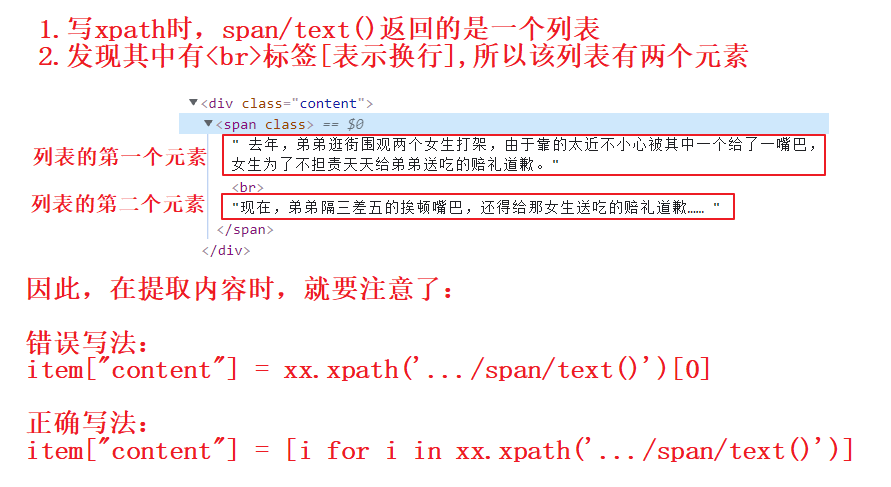 1.写xpath时，span/text()返回的是一个列表
2.发现其中有<br>标签[表示换行],所以该列表有两个元素
▼<div class="content">
▼<span class> == $0
列表的第一个元素
" 去年，弟弟逛街围观两个女生打架，由于靠的太近不小心被其中一个给了一嘴巴，
女生为了不担责天天给弟弟送吃的赔礼道歉。"
<br>
列表的第二个元素
"现在，弟弟隔三差五的挨顿嘴巴，还得给那女生送吃的赔礼道歉…… "
</span>
</div>
因此，在提取内容时，就要注意了：
错误写法：
item["content"] = xx.xpath('.../span/text()')[0]
正确写法：
item["content"] = [i for i in xx.xpath('.../span/text()')]